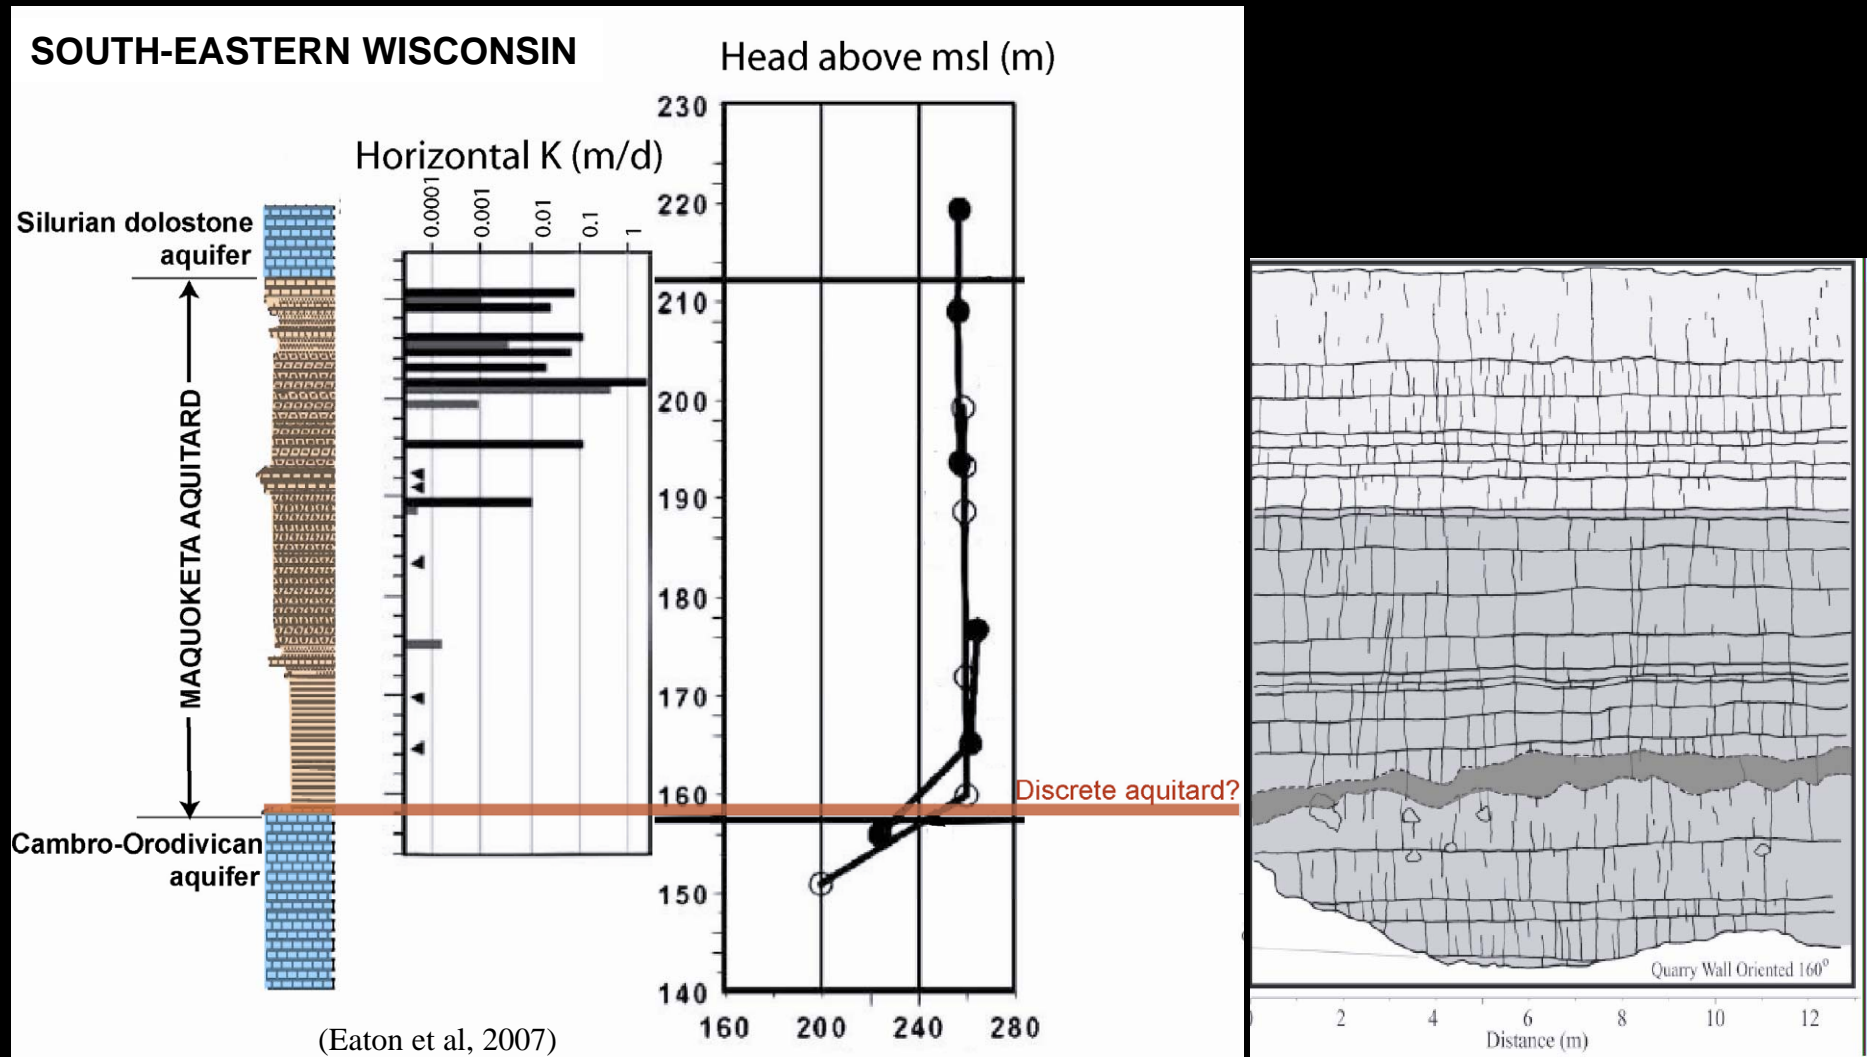 SOUTH-EASTERN WISCONSIN
Head above msl (m)
Horizontal K (m/d)
0.0001
0.001
0.01
0.1
1
230
220
210
200
190
180
170
160
150
140
160
200
240
280
Silurian dolostone
aquifer
MAQUOKETA AQUITARD
Cambro-Orodivican
aquifer
Discrete aquitard?
(Eaton et al, 2007)
Quarry Wall Oriented 160°
2
4
6
8
10
12
Distance (m)